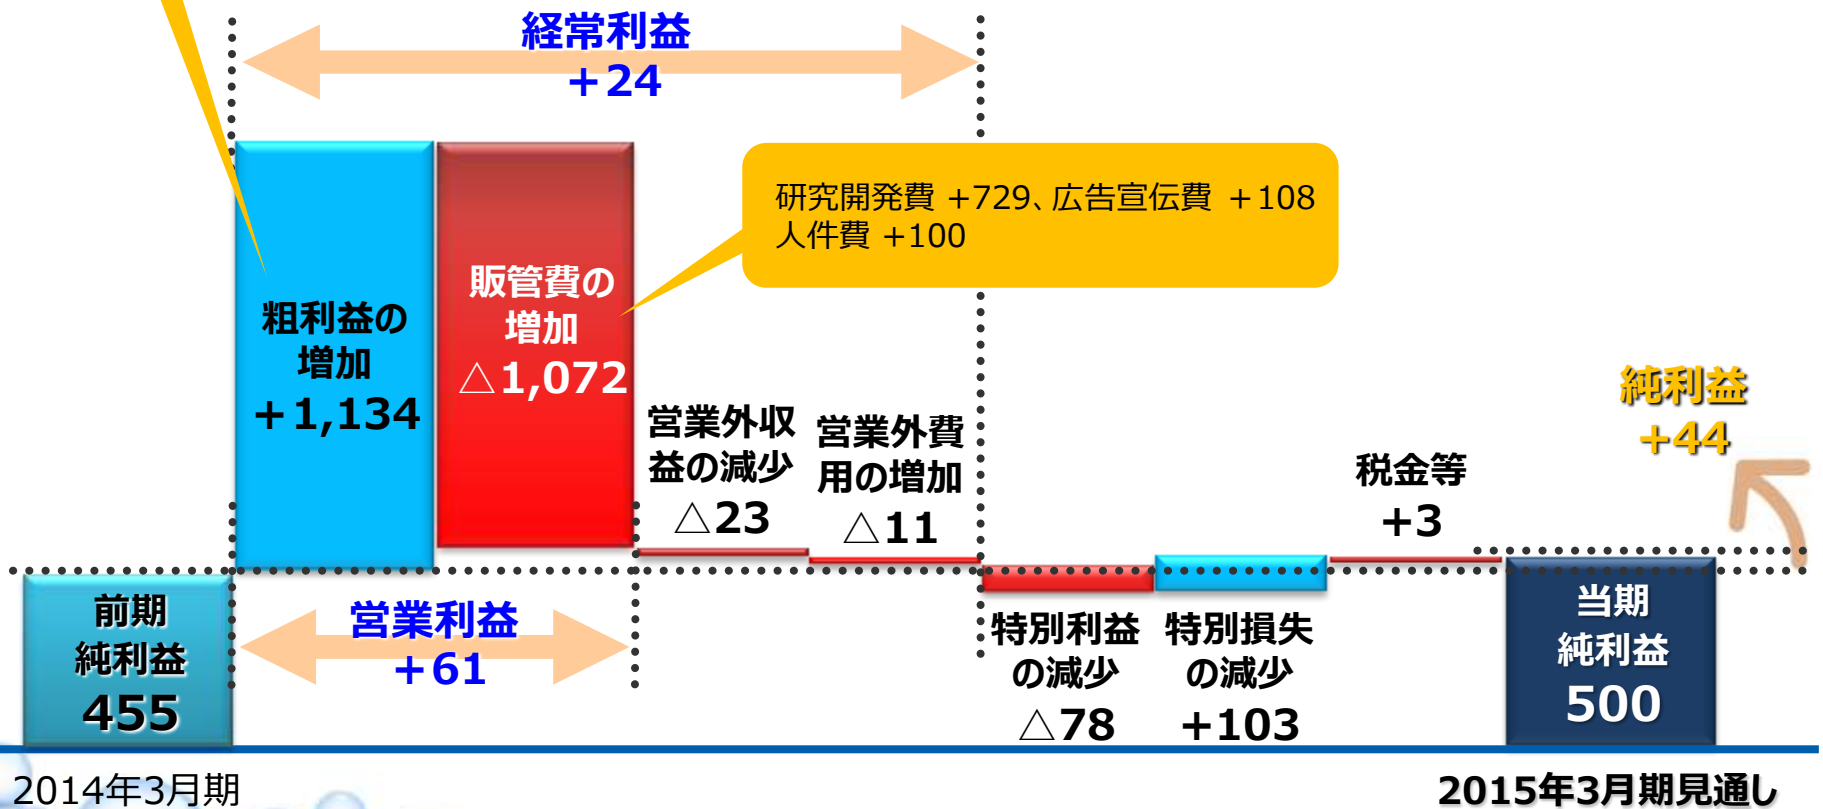 経常利益
＋24
研究開発費 +729、広告宣伝費 ＋108
人件費 +100
粗利益の
増加
＋1,134
販管費の
増加
△1,072
営業外収
益の減少
△23
営業外費
用の増加
△11
純利益
+44
税金等
+3
前期
純利益
455
営業利益
＋61
特別利益
の減少
△78
特別損失
の減少
+103
当期
純利益
500
2014年3月期
2015年3月期見通し